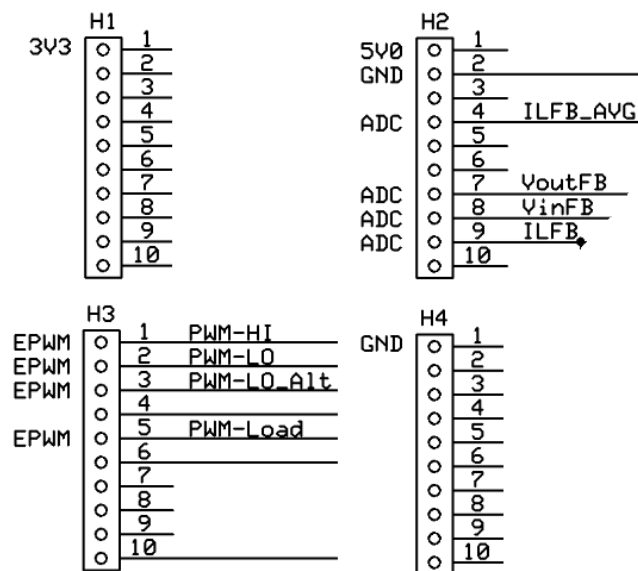 H1
3V3 1
2
3
4
5
6
7
8
9
10
H2
5V0 1
GND 2
3
ADC 4 ILFB_AVG
5
6
ADC 7 VoutFB
ADC 8 VinFB
ADC 9 ILFB
10
H3
EPWM 1 PWM-HI
EPWM 2 PWM-LO
EPWM 3 PWM-LO_Alt
4
EPWM 5 PWM-Load
6
7
8
9
10
H4
GND 1
2
3
4
5
6
7
8
9
10